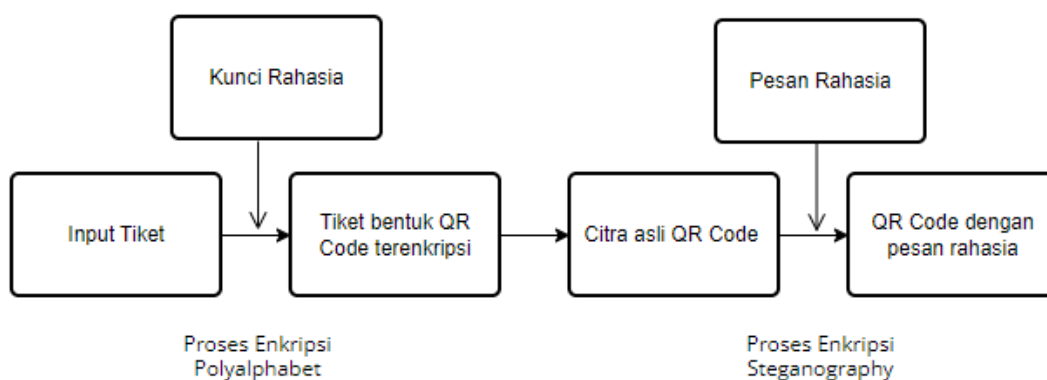 Kunci Rahasia
Pesan Rahasia
Input Tiket
Tiket bentuk QR
Code terenkripsi
Citra asli QR Code
QR Code dengan
pesan rahasia
Proses Enkripsi
Polyalphabet
Proses Enkripsi
Steganography